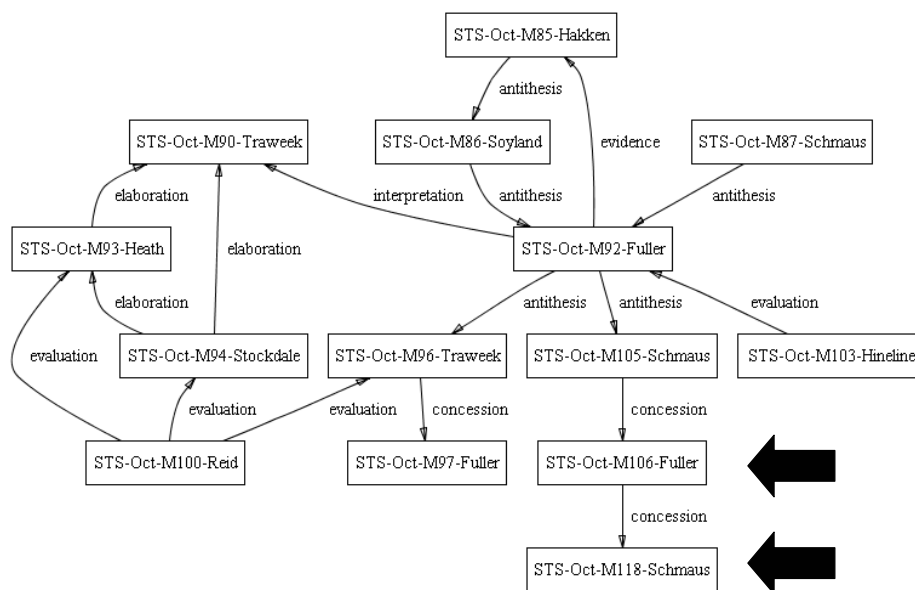 STS-Oct-M85-Hakken
antithesis
STS-Oct-M90-Traweek
STS-Oct-M86-Soyland
evidence
STS-Oct-M87-Schmaus
elaboration
interpretation
antithesis
antithesis
STS-Oct-M93-Heath
elaboration
STS-Oct-M92-Fuller
elaboration
antithesis
antithesis
evaluation
evaluation
STS-Oct-M94-Stockdale
STS-Oct-M96-Traweek
STS-Oct-M105-Schmaus
STS-Oct-M103-Hineline
evaluation
evaluation
concession
concession
STS-Oct-M100-Reid
STS-Oct-M97-Fuller
STS-Oct-M106-Fuller
concession
STS-Oct-M118-Schmaus